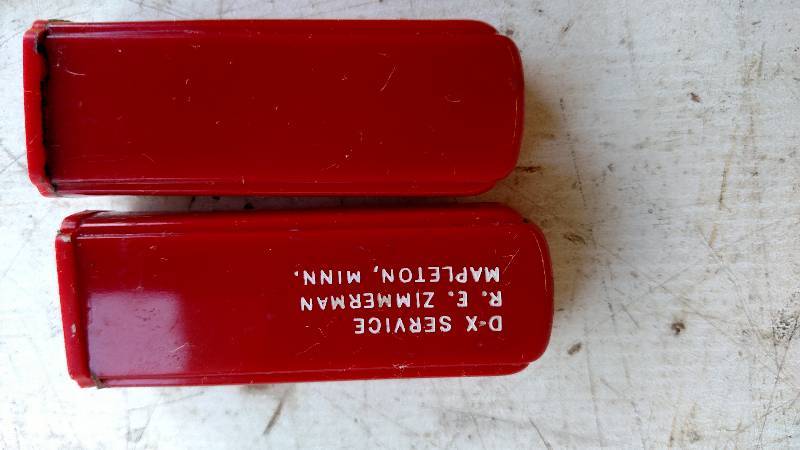 D-X SERVICE
R. E. ZIMMERMAN
MAPLETON, MINN.